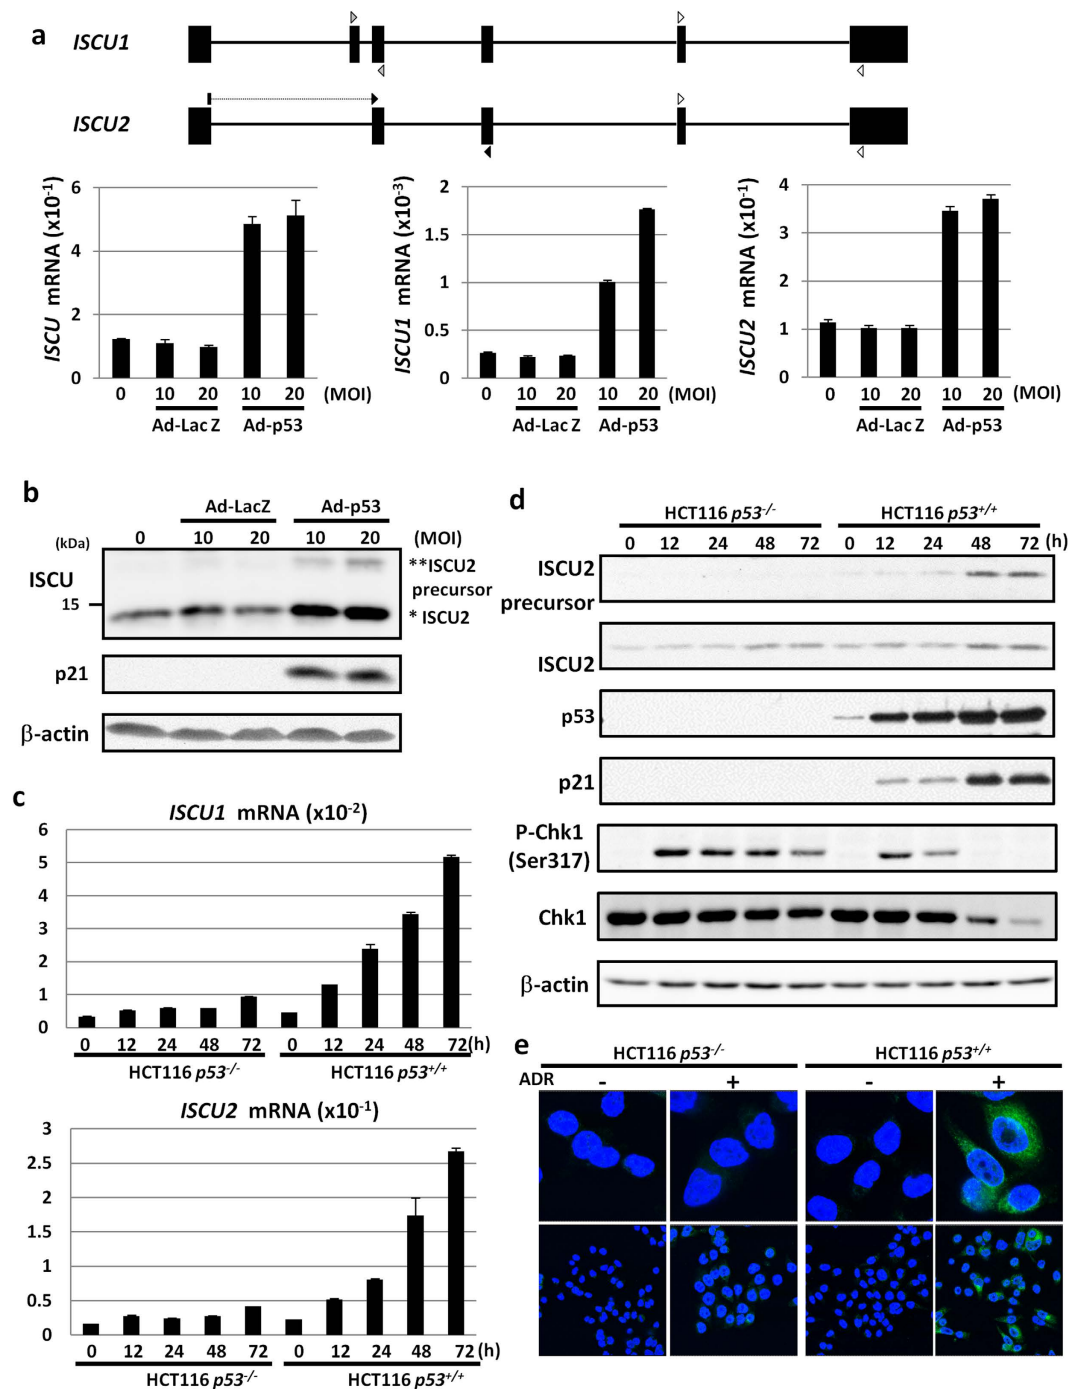 a
ISCU1
ISCU2
ISCU mRNA (x10-1)
6
4
2
0
0 10 20 10 20 (MOI)
Ad-Lac Z Ad-p53
ISCU1 mRNA (x10-3)
2
1.5
1
0.5
0
0 10 20 10 20 (MOI)
Ad-Lac Z Ad-p53
ISCU2 mRNA (x10-1)
4
3
2
1
0
0 10 20 10 20 (MOI)
Ad-Lac Z Ad-p53
b
Ad-LacZ Ad-p53
(kDa) 0 10 20 10 20 (MOI)
ISCU
15
**ISCU2
precursor
* ISCU2
p21
β-actin
c
ISCU1 mRNA (x10-2)
6
5
4
3
2
1
0
0 12 24 48 72 0 12 24 48 72 (h)
HCT116 p53-/- HCT116 p53+/+
ISCU2 mRNA (x10-1)
3
2.5
2
1.5
1
0.5
0
0 12 24 48 72 0 12 24 48 72 (h)
HCT116 p53-/- HCT116 p53+/+
d
HCT116 p53-/- HCT116 p53+/+
0 12 24 48 72 0 12 24 48 72 (h)
ISCU2
precursor
ISCU2
p53
p21
P-Chk1
(Ser317)
Chk1
β-actin
e
HCT116 p53-/- HCT116 p53+/+
ADR - + - +